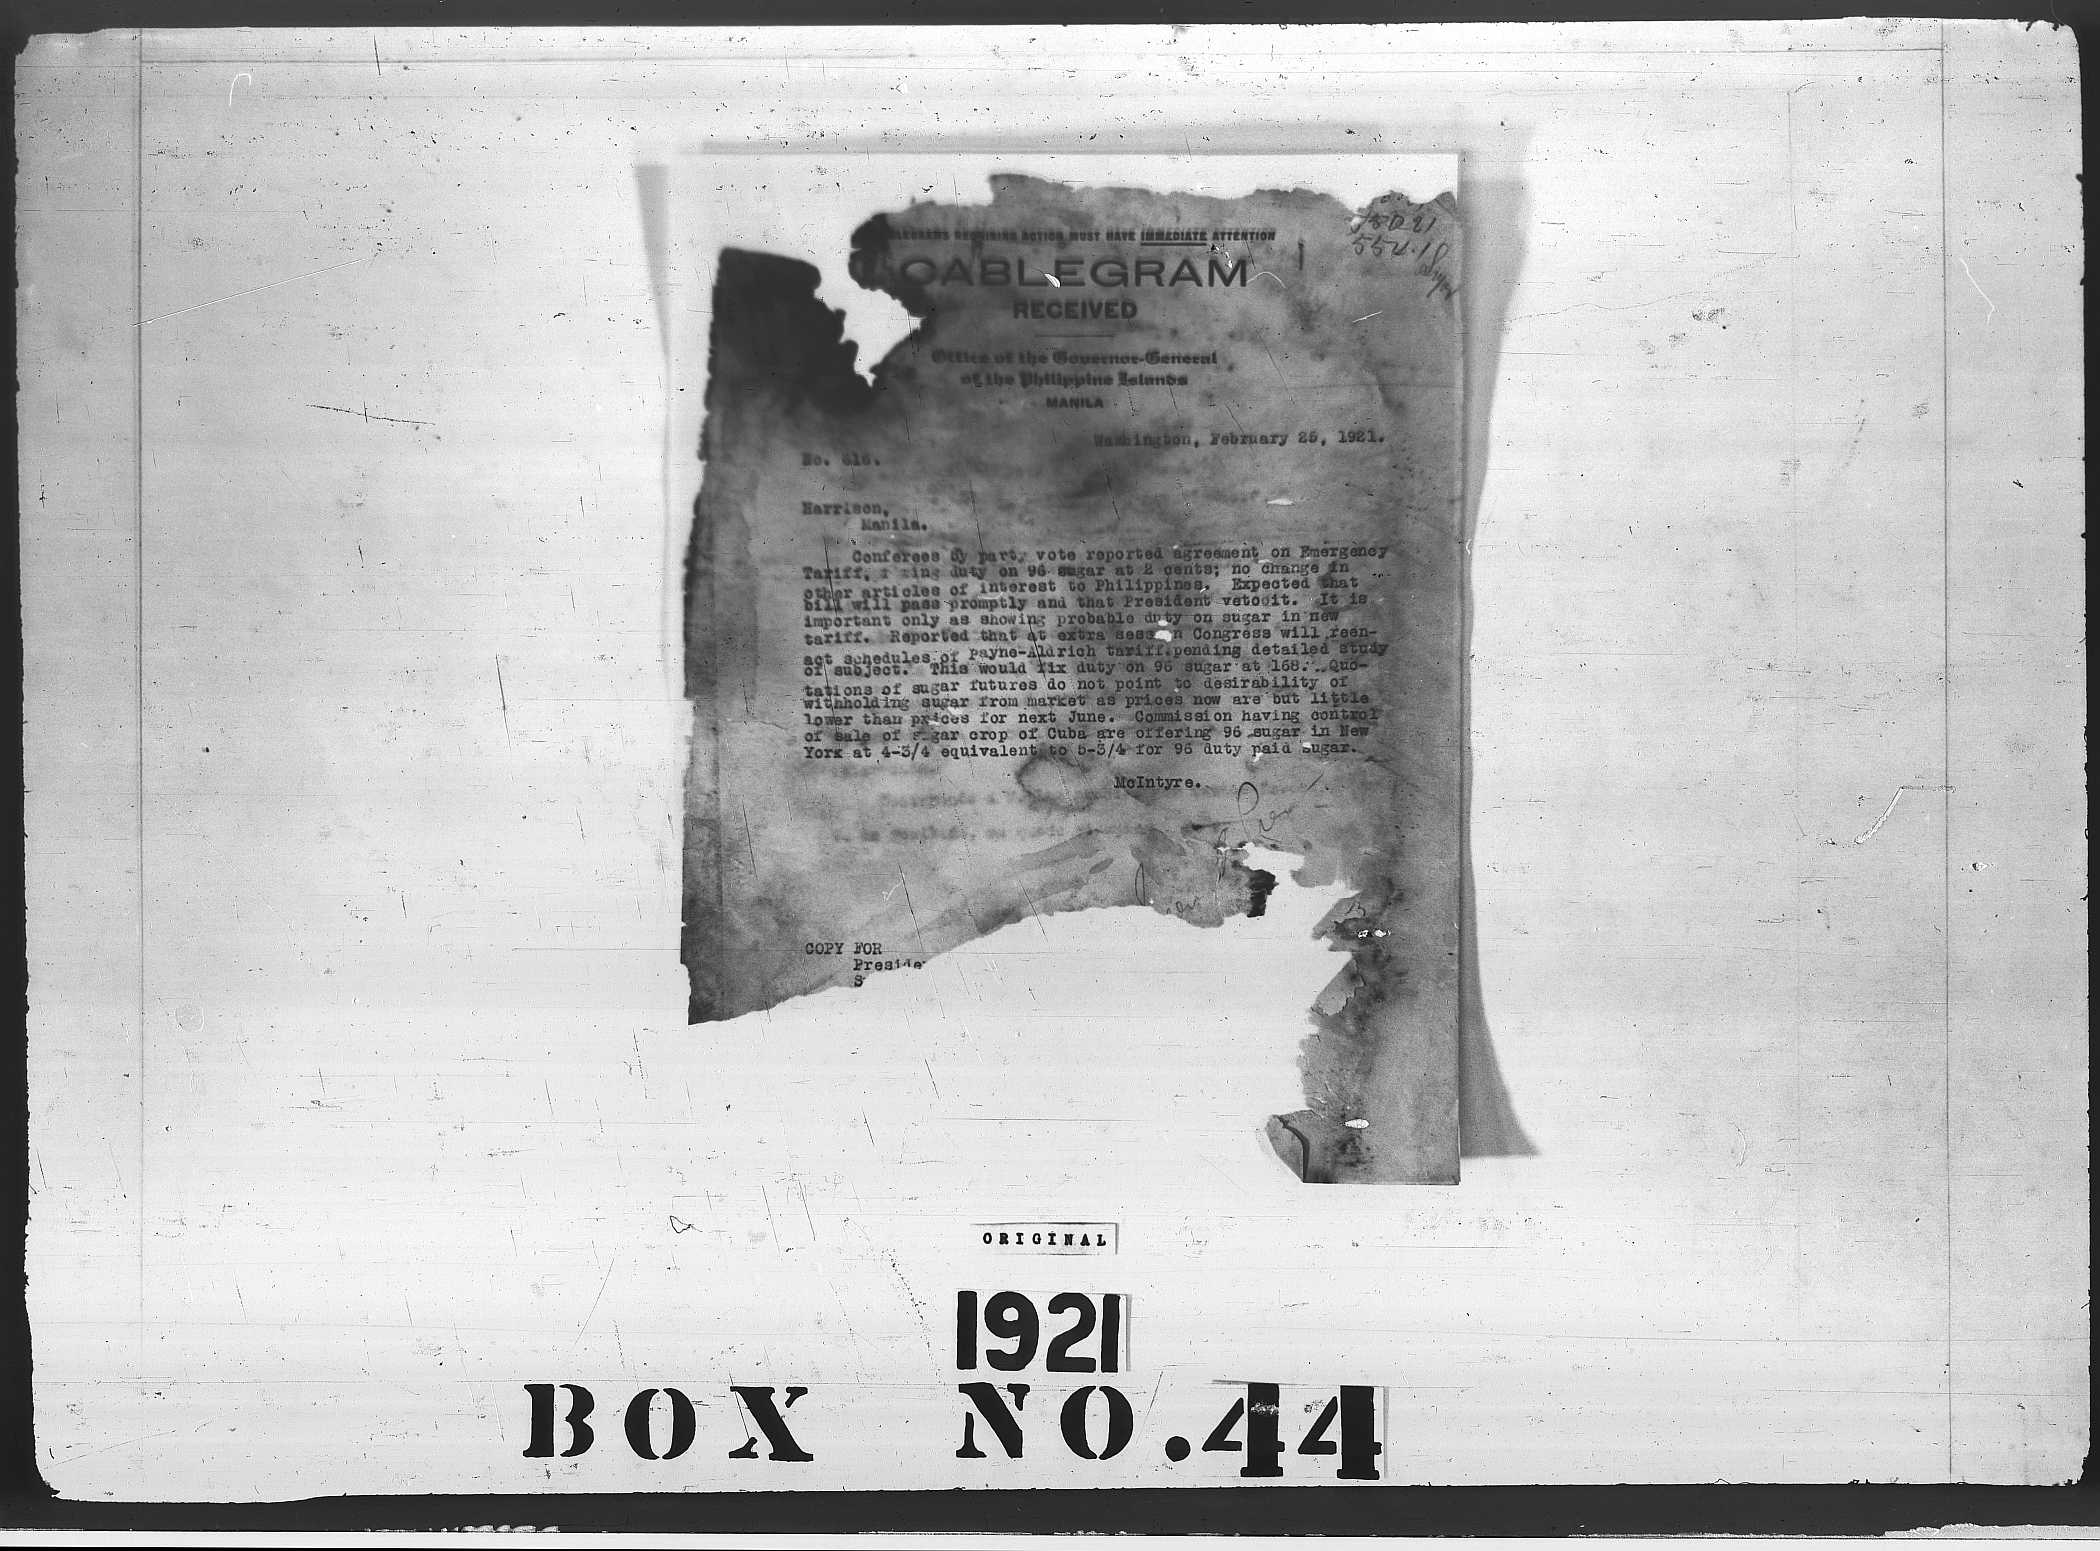 REQUIRING ACTION MUST HAVE IMMEDIATE ATTENTION
CABLEGRAM
RECEIVED
Office of the Governor-General
of the Philippine Islands
MANILA
Washington, February 25, 1921.
No.
Harrison,
Manila.
Conferees by party vote reported agreement on Emergency
Tariff, duty on 96 sugar at 2 cents; no change in
other articles of interest to Philippines. Expected that
bill will pass promptly and that President vetooit. It is
important only as showing probable duty on sugar in new
tariff. Reported that at extra Congress will reen-
act schedules of Payne-Aldrich tariff pending detailed study
of subject. This would fix duty on 96 sugar at 168. Quo-
tations of sugar futures do not point to desirability of
withholding sugar from market as prices now are but little
lower than prices for next June. Commission having control
of sale of sugar crop of Cuba are offering 96 sugar in New
York at 4-3/4 equivalent to 5-3/4 for 96 duty paid sugar.
McIntyre.
COPY FOR
ORIGINAL
1921
BOX NO.44